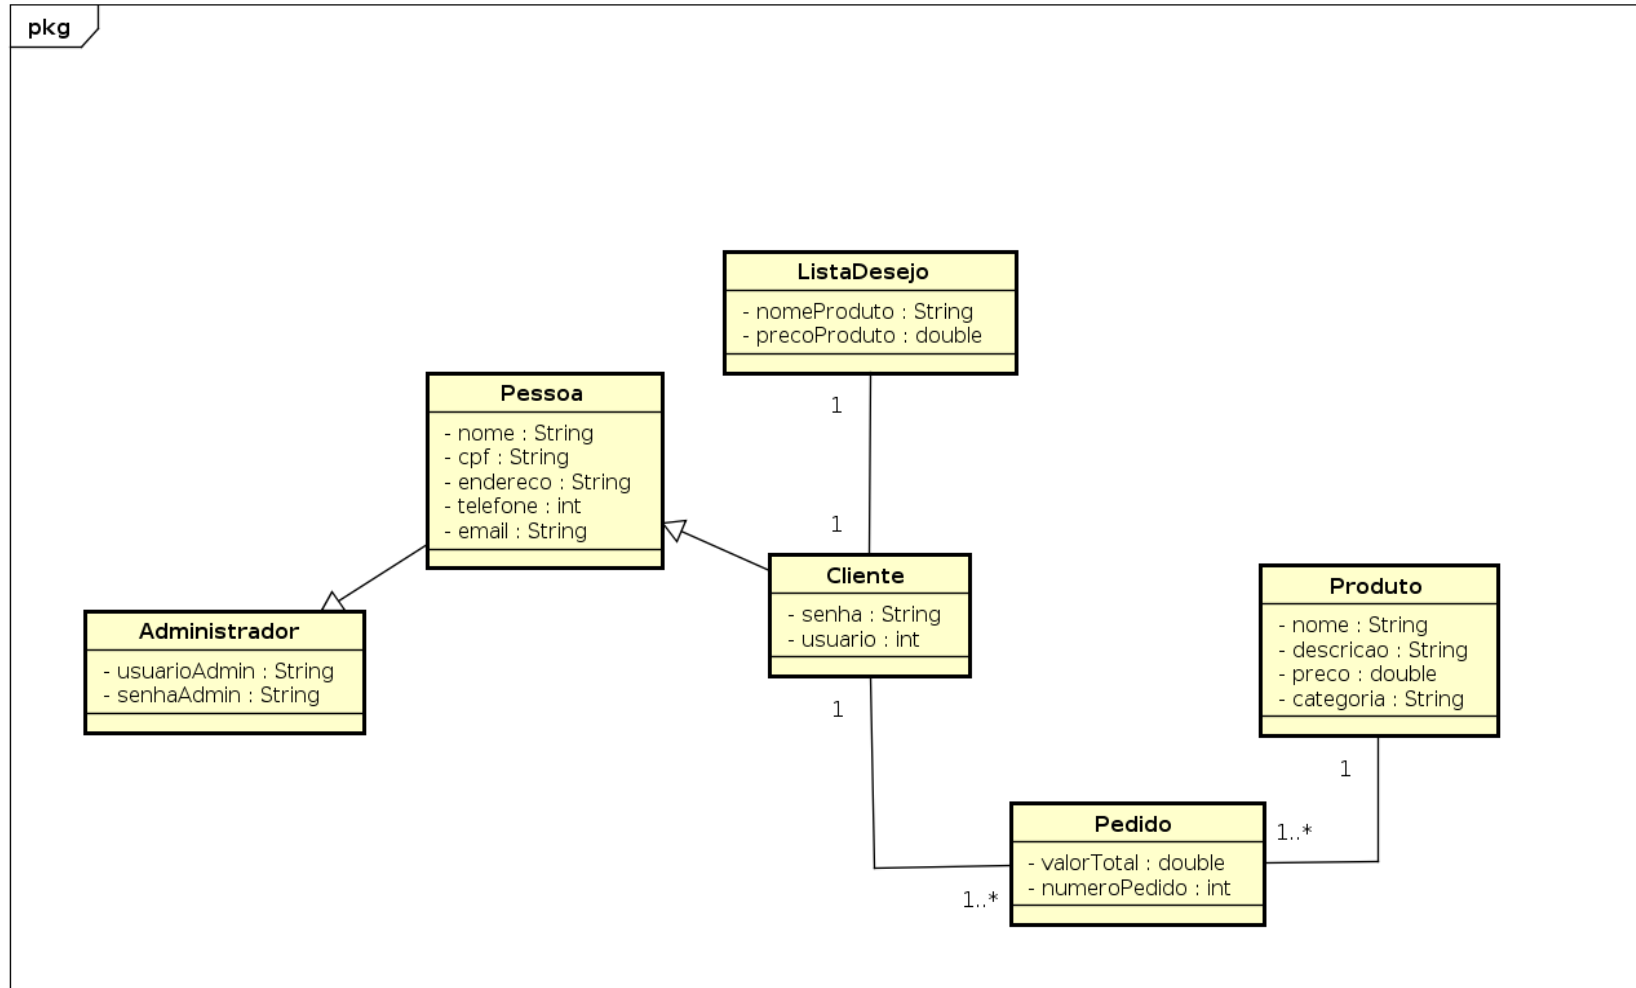 pkg
ListaDesejo
- nomeProduto : String
- precoProduto : double
1
1
Pessoa
- nome : String
- cpf : String
- endereco : String
- telefone : int
- email : String
Administrador
- usuarioAdmin : String
- senhaAdmin : String
Cliente
- senha : String
- usuario : int
1
1..*
Produto
- nome : String
- descricao : String
- preco : double
- categoria : String
1
1..*
Pedido
- valorTotal : double
- numeroPedido : int